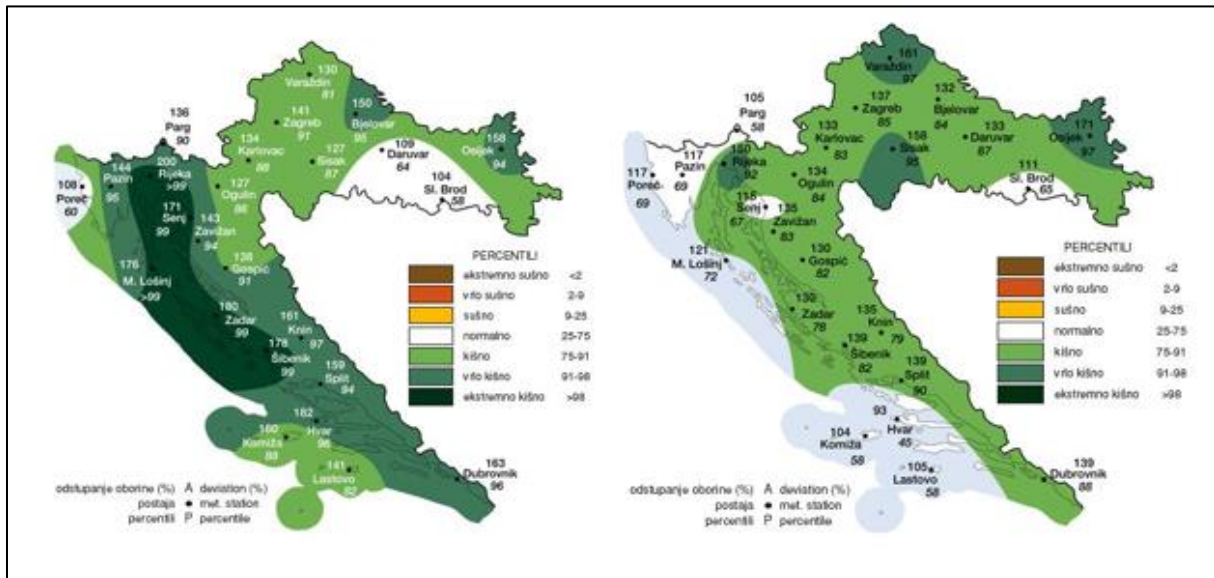 130
Varaždin
81
150
Bjelovar
95
136
Parg
90
141
Zagreb
91
134
Karlovac
86
127
Sisak
87
109
Daruvar
64
158
Osijek
94
104
Sl. Brod
58
108
Poreč
60
144
Pazin
95
200
Rijeka
>99
127
Ogulin
86
171
Senj
99
143
Zavižan
94
138
Gospić
91
176
M. Lošinj
>99
180
Zadar
99
161
Knin
97
178
Šibenik
99
159
Split
94
182
Hvar
96
160
Komiža
88
141
Lastovo
82
163
Dubrovnik
96
PERCENTILI
ekstremno sušno <2
vrlo sušno 2-9
sušno 9-25
normalno 25-75
kišno 75-91
vrlo kišno 91-98
ekstremno kišno >98
odstupanje oborine (%) A deviation (%)
postaja met. station
percentili P percentile
161
Varaždin
97
105
Parg
58
137
Zagreb
85
132
Bjelovar
84
133
Karlovac
83
158
Sisak
95
133
Daruvar
87
171
Osijek
97
111
Sl. Brod
65
117
Poreč
69
117
Pazin
69
150
Rijeka
92
134
Ogulin
84
116
Senj
67
135
Zavižan
83
121
M. Lošinj
72
130
Gospić
82
130
Zadar
78
135
Knin
79
139
Šibenik
82
139
Split
90
93
Hvar
45
104
Komiža
58
105
Lastovo
58
139
Dubrovnik
88
PERCENTILI
ekstremno sušno <2
vrlo sušno 2-9
sušno 9-25
normalno 25-75
kišno 75-91
vrlo kišno 91-98
ekstremno kišno >98
odstupanje oborine (%) A deviation (%)
postaja met. station
percentili P percentile